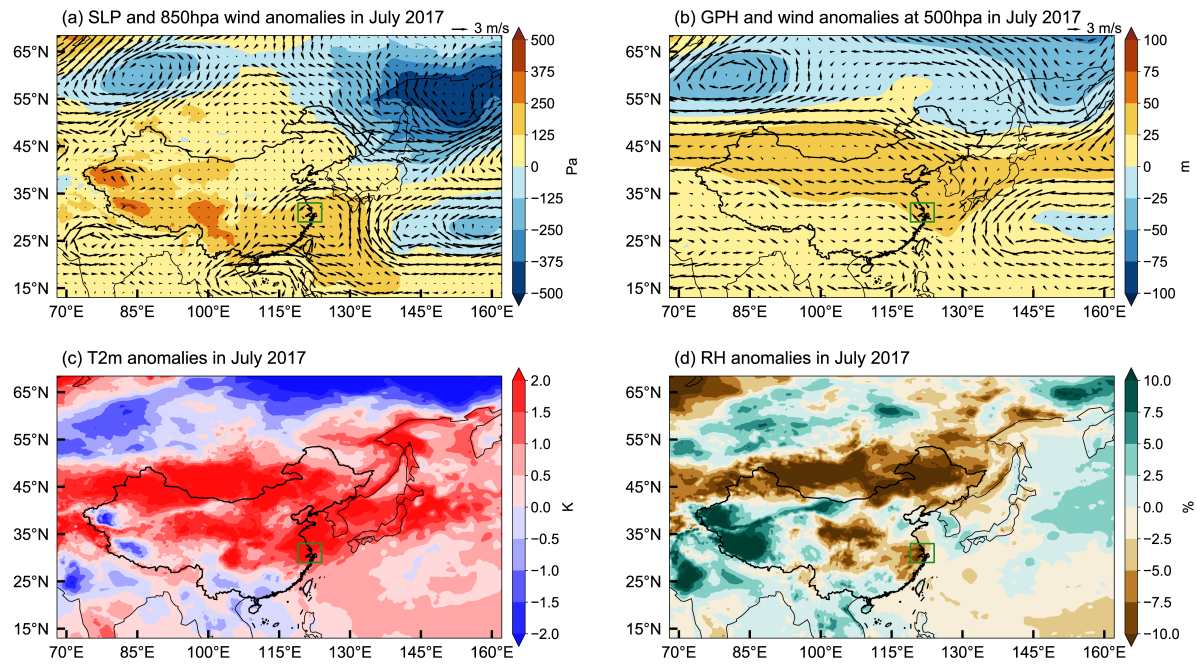 (a) SLP and 850hpa wind anomalies in July 2017
3 m/s
65°N
55°N
45°N
35°N
25°N
15°N
70°E 85°E 100°E 115°E 130°E 145°E 160°E
500
375
250
125
0
−125
−250
−375
−500
Pa
(b) GPH and wind anomalies at 500hpa in July 2017
3 m/s
65°N
55°N
45°N
35°N
25°N
15°N
70°E 85°E 100°E 115°E 130°E 145°E 160°E
100
75
50
25
0
−25
−50
−75
−100
m
(c) T2m anomalies in July 2017
65°N
55°N
45°N
35°N
25°N
15°N
70°E 85°E 100°E 115°E 130°E 145°E 160°E
2.0
1.5
1.0
0.5
0.0
−0.5
−1.0
−1.5
−2.0
K
(d) RH anomalies in July 2017
65°N
55°N
45°N
35°N
25°N
15°N
70°E 85°E 100°E 115°E 130°E 145°E 160°E
10.0
7.5
5.0
2.5
0.0
−2.5
−5.0
−7.5
−10.0
%